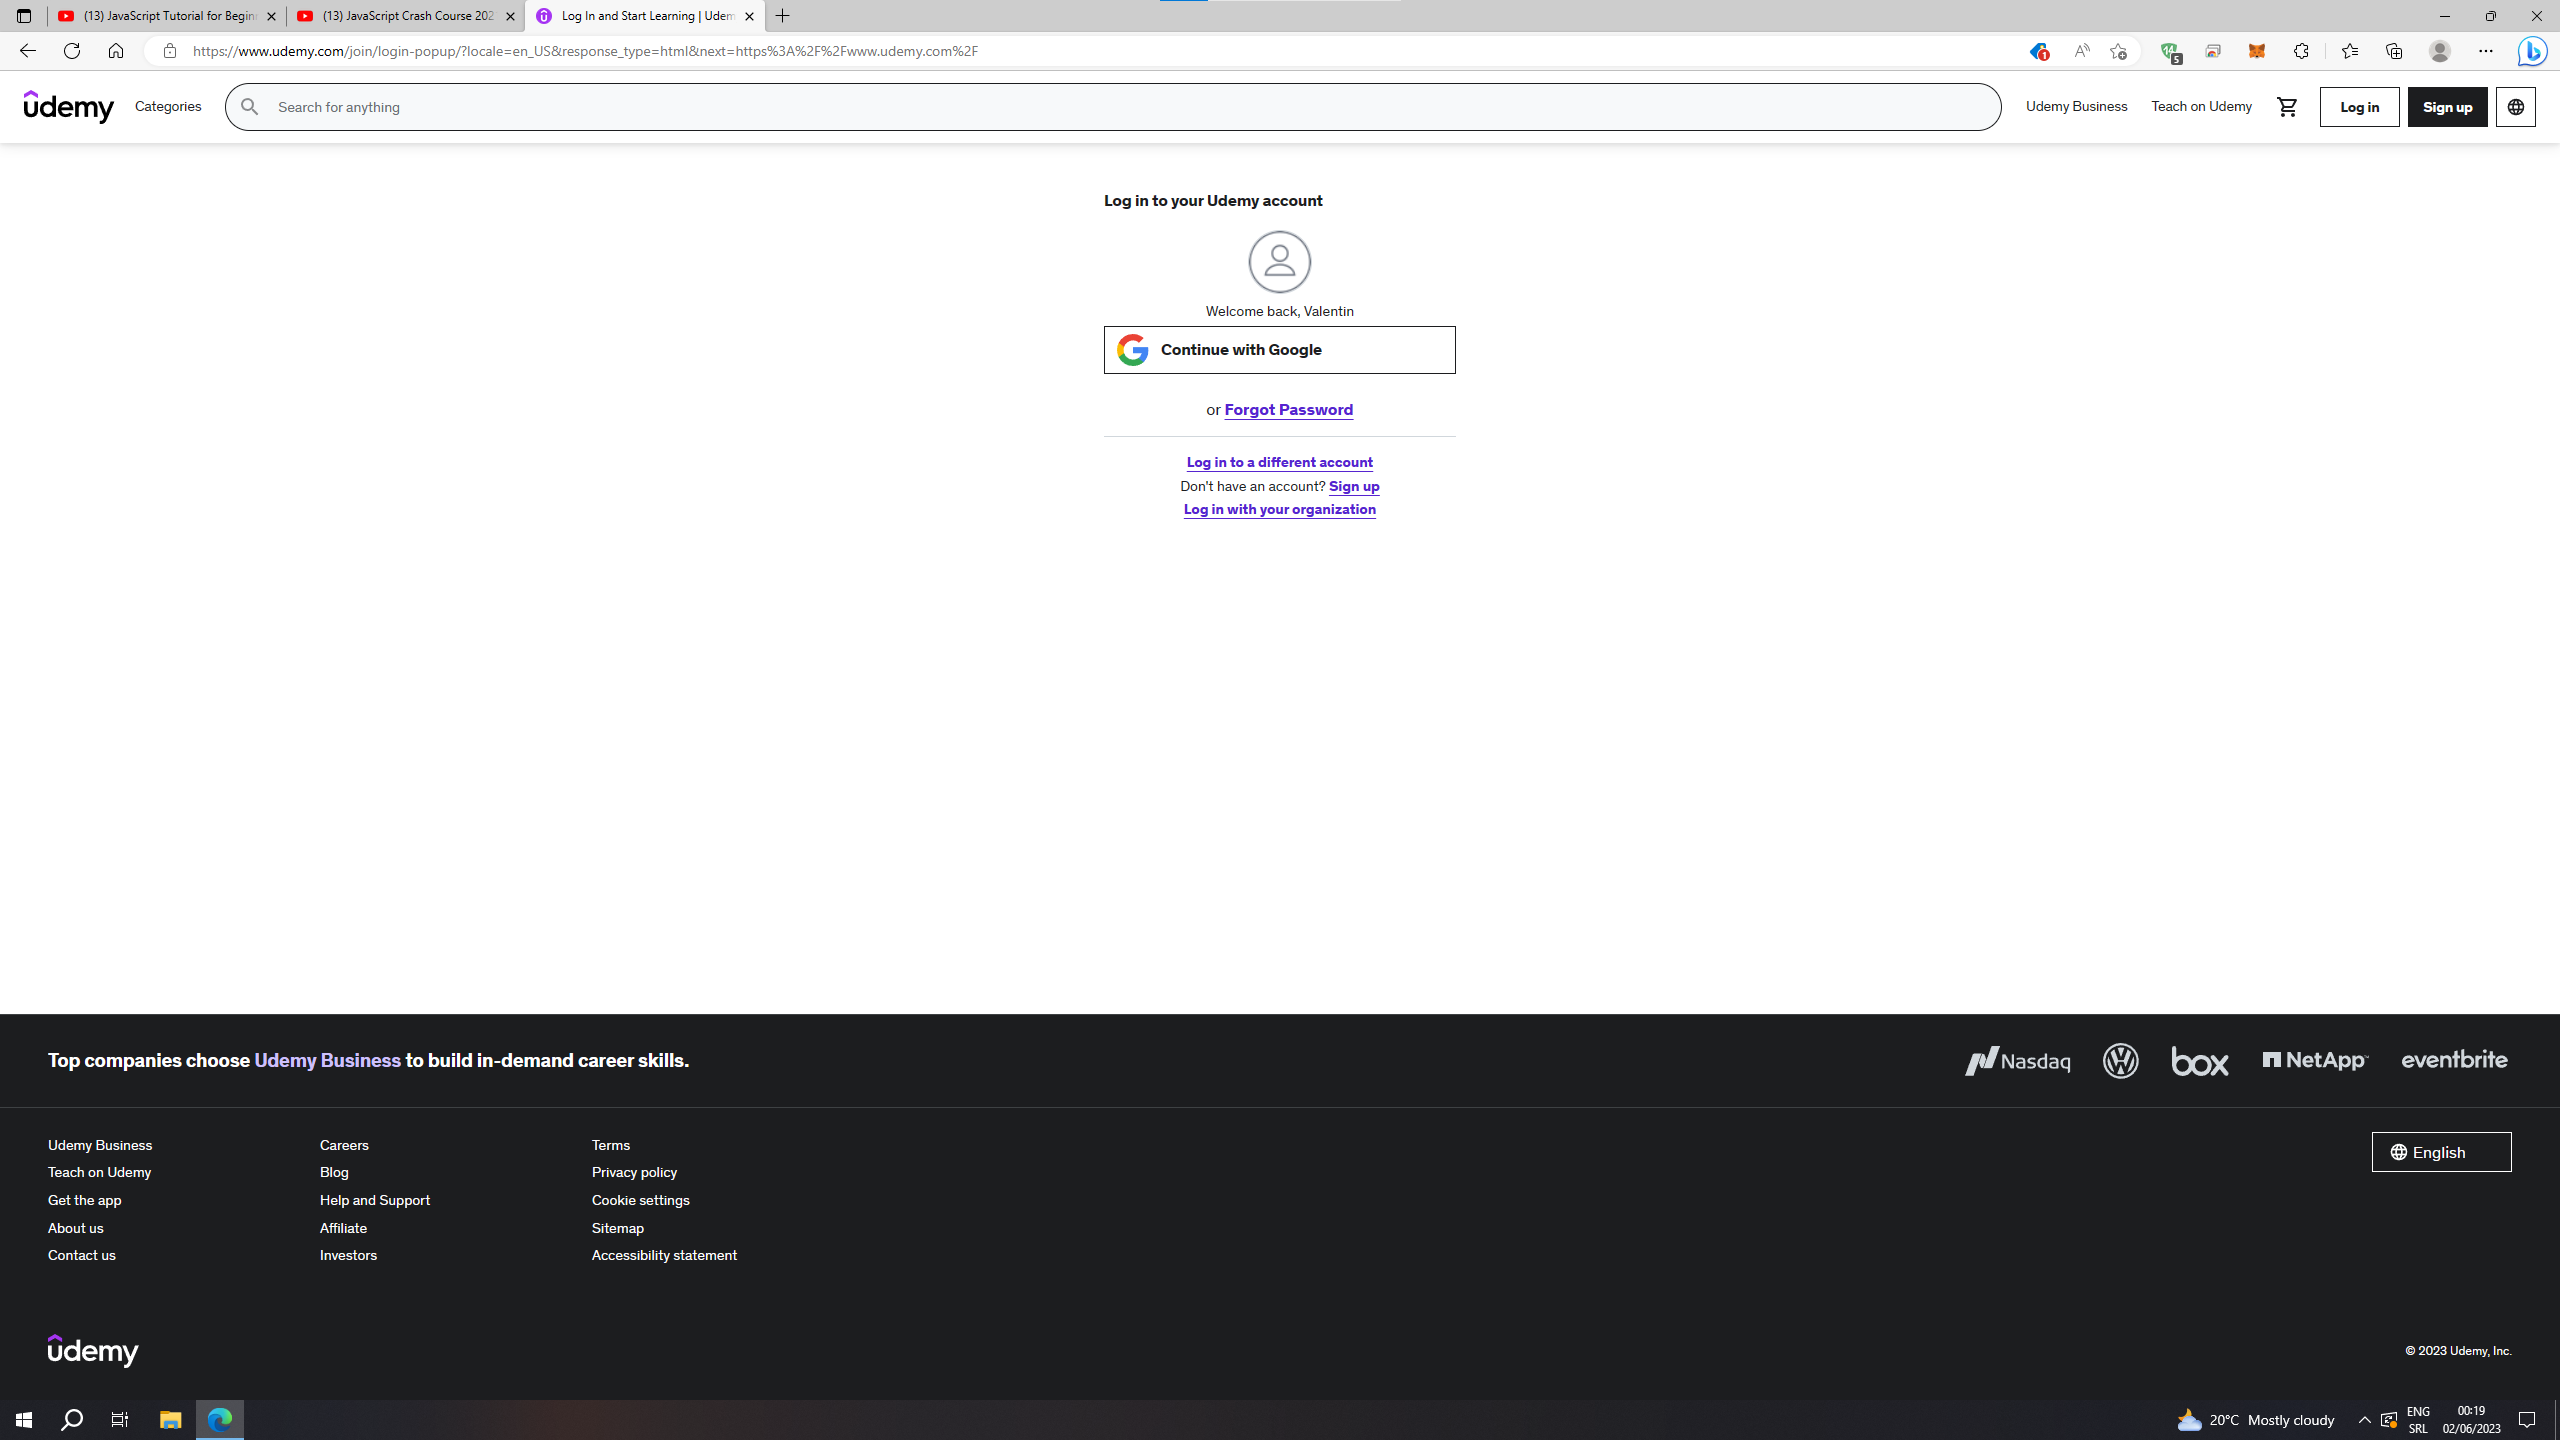 (13) JavaScript Tutorial for Beginn
(13) JavaScript Crash Course 202
Log In and Start Learning | Udem
https://www.udemy.com/join/login-popup/?locale=en_US&response_type=html&next=https%3A%2F%2Fwww.udemy.com%2F
1
5
udemy
Categories
Search for anything
Udemy Business
Teach on Udemy
Log in
Sign up
Log in to your Udemy account
Welcome back, Valentin
Continue with Google
or Forgot Password
Log in to a different account
Don't have an account? Sign up
Log in with your organization
Top companies choose Udemy Business to build in-demand career skills.
Nasdaq
box
NetApp™
eventbrite
Udemy Business
Teach on Udemy
Get the app
About us
Contact us
Careers
Blog
Help and Support
Affiliate
Investors
Terms
Privacy policy
Cookie settings
Sitemap
Accessibility statement
English
udemy
© 2023 Udemy, Inc.
20°C Mostly cloudy
ENG
SRL
00:19
02/06/2023